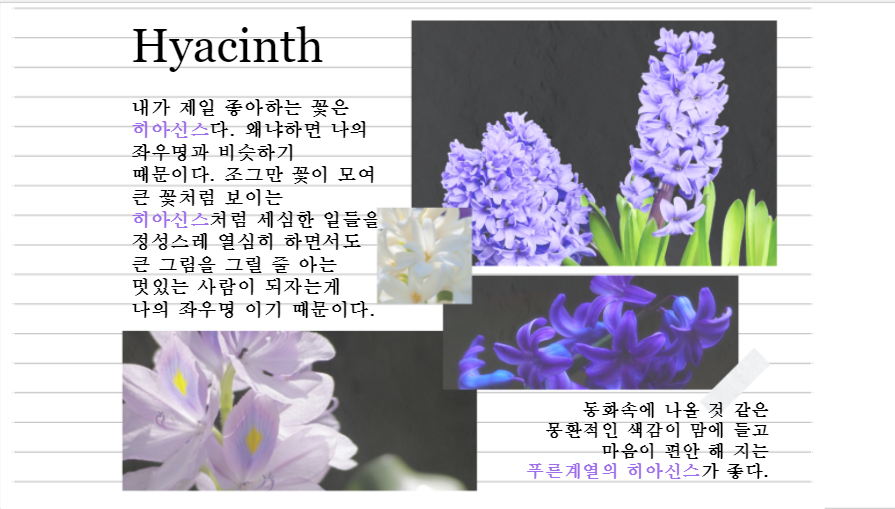 Hyacinth
내가 제일 좋아하는 꽃은
히아신스다. 왜냐하면 나의
좌우명과 비슷하기
때문이다. 조그만 꽃이 모여
큰 꽃처럼 보이는
히아신스처럼 세심한 일들을
정성스레 열심히 하면서도
큰 그림을 그릴 줄 아는
멋있는 사람이 되자는게
나의 좌우명 이기 때문이다.
동화속에 나올 것 같은
몽환적인 색감이 맘에 들고
마음이 편안 해 지는
푸른계열의 히아신스가 좋다.